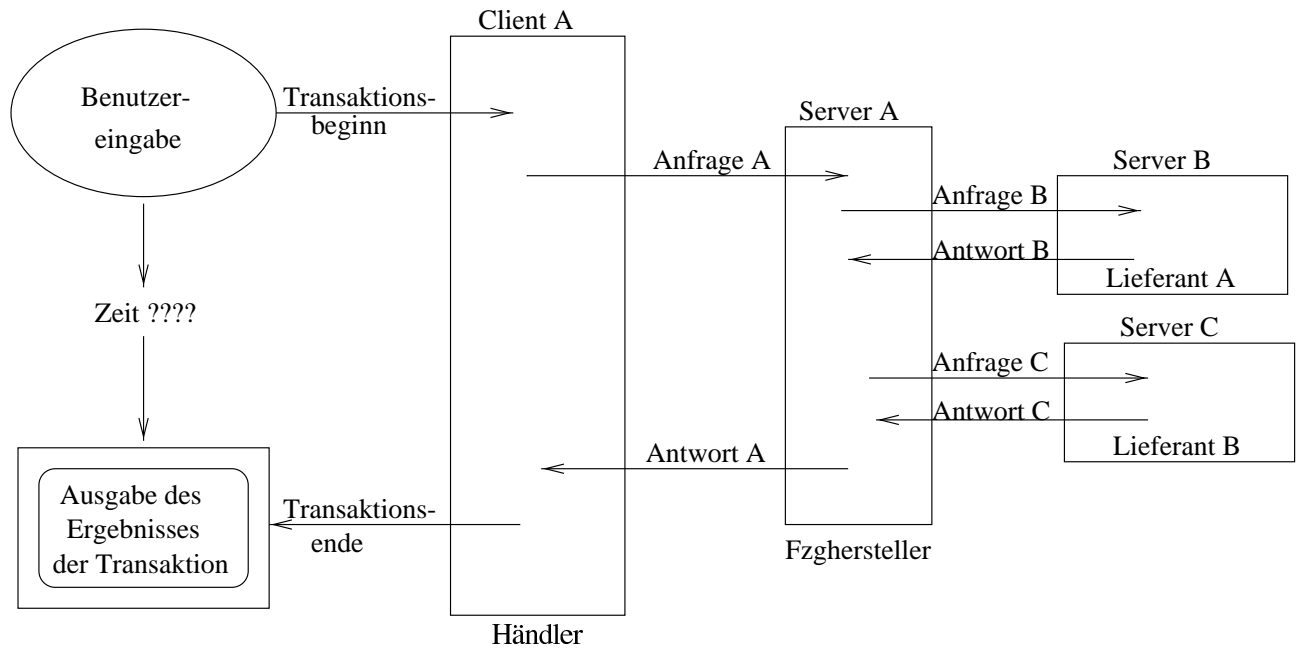 Client A
Benutzer-
eingabe
Transaktions-
beginn
Server A
Anfrage A
Server B
Anfrage B
Antwort B
Lieferant A
Zeit ????
Server C
Anfrage C
Antwort C
Lieferant B
Antwort A
Ausgabe des
Ergebnisses
der Transaktion
Transaktions-
ende
Fzghersteller
Händler